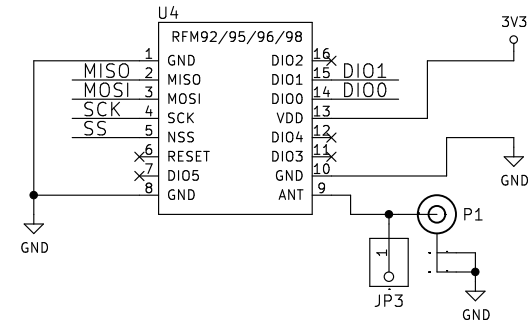 U4
3V3
RFM92/95/96/98
1 GND DIO2 16
MISO 2 MISO DIO1 15 DIO1
MOSI 3 MOSI DIO0 14 DIO0
SCK 4 SCK VDD 13
SS 5 NSS DIO4 12
6 RESET DIO3 11
7 DIO5 GND 10
8 GND ANT 9
GND
P1
GND
1
JP3
GND